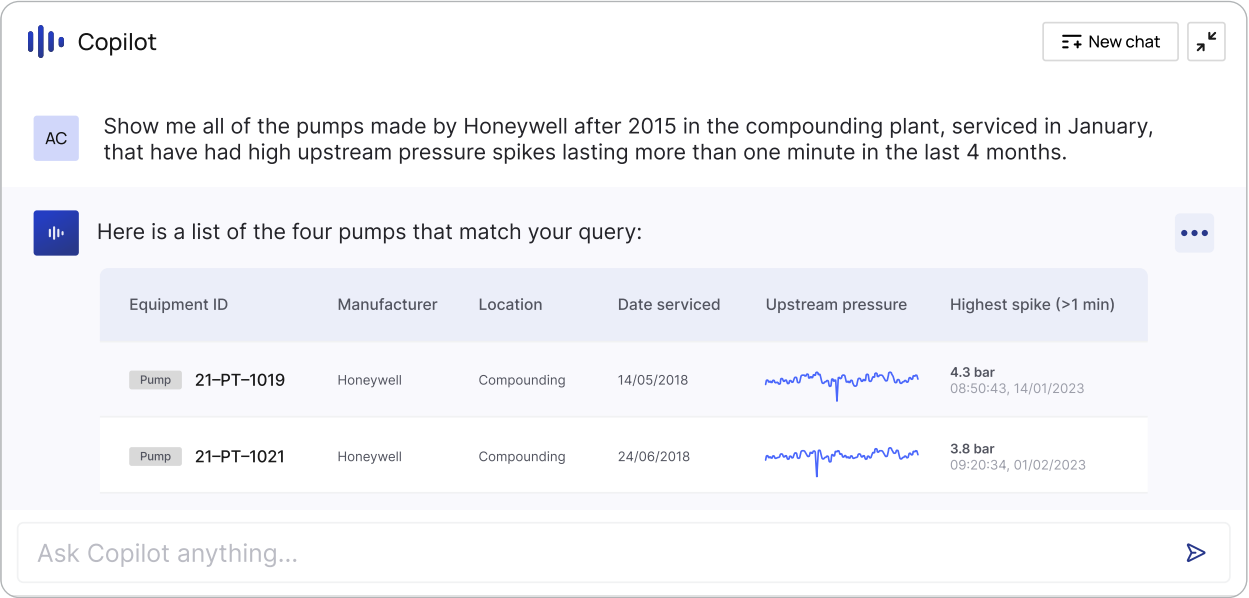 Copilot
New chat
AC
Show me all of the pumps made by Honeywell after 2015 in the compounding plant, serviced in January,
that have had high upstream pressure spikes lasting more than one minute in the last 4 months.
Here is a list of the four pumps that match your query:
Equipment ID Manufacturer Location Date serviced Upstream pressure Highest spike (>1 min)
Pump 21–PT–1019 Honeywell Compounding 14/05/2018 4.3 bar
08:50:43, 14/01/2023
Pump 21–PT–1021 Honeywell Compounding 24/06/2018 3.8 bar
09:20:34, 01/02/2023
Ask Copilot anything...